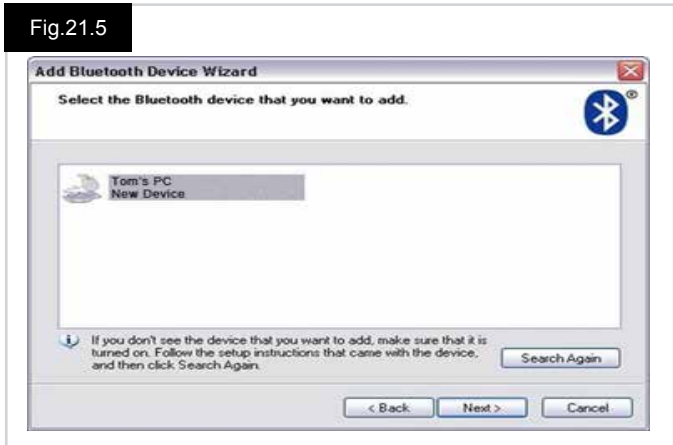 Fig.21.5
Add Bluetooth Device Wizard
Select the Bluetooth device that you want to add.
®
Tom's PC
New Device
If you don't see the device that you want to add, make sure that it is
turned on. Follow the setup instructions that came with the device,
and then click Search Again.
Search Again
< Back
Next >
Cancel